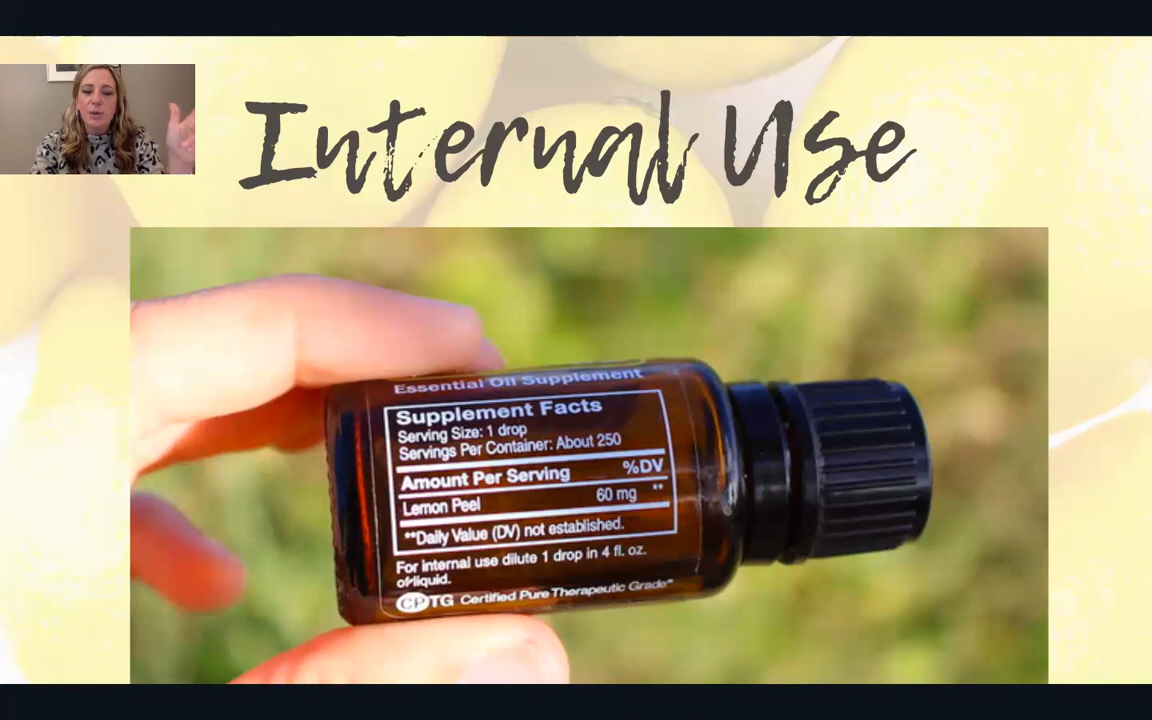 Internal Use
Essential Oil Supplement
Supplement Facts
Serving Size: 1 drop
Servings Per Container: About 250
Amount Per Serving %DV
Lemon Peel 60 mg **
**Daily Value (DV) not established.
For internal use dilute 1 drop in 4 fl. oz.
of liquid.
CPTG Certified Pure Therapeutic Grade®